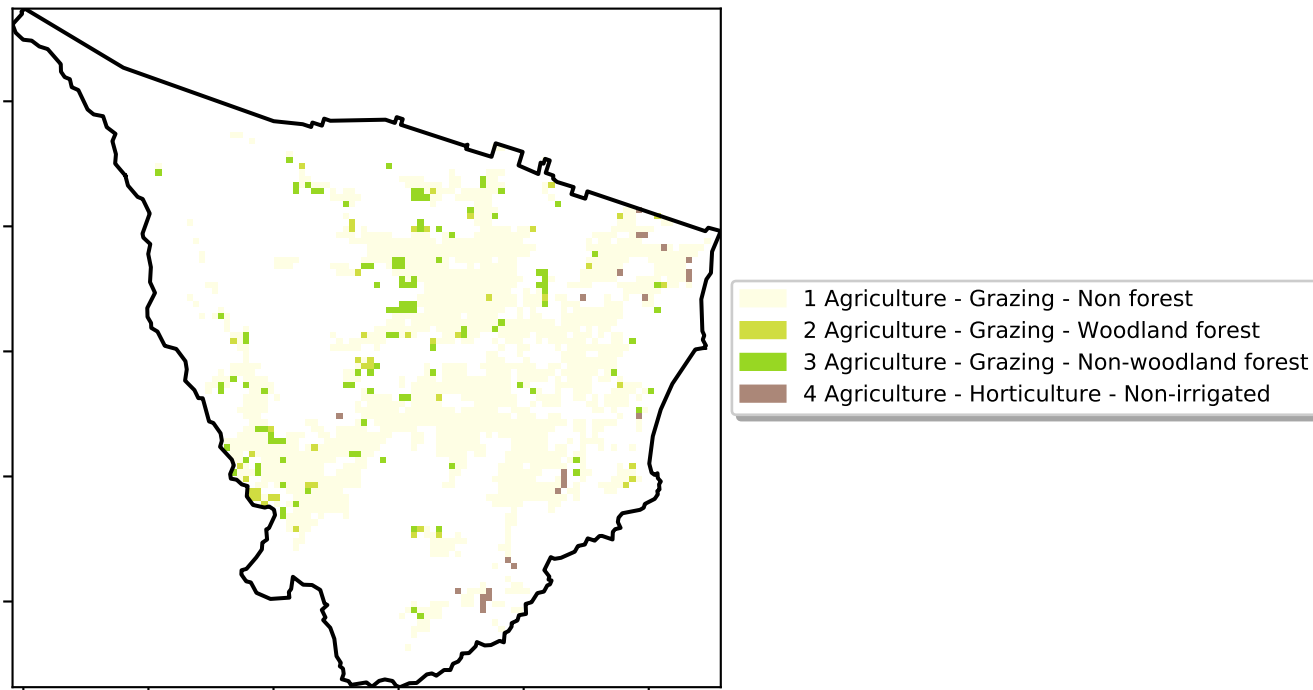 1 Agriculture - Grazing - Non forest
2 Agriculture - Grazing - Woodland forest
3 Agriculture - Grazing - Non-woodland forest
4 Agriculture - Horticulture - Non-irrigated